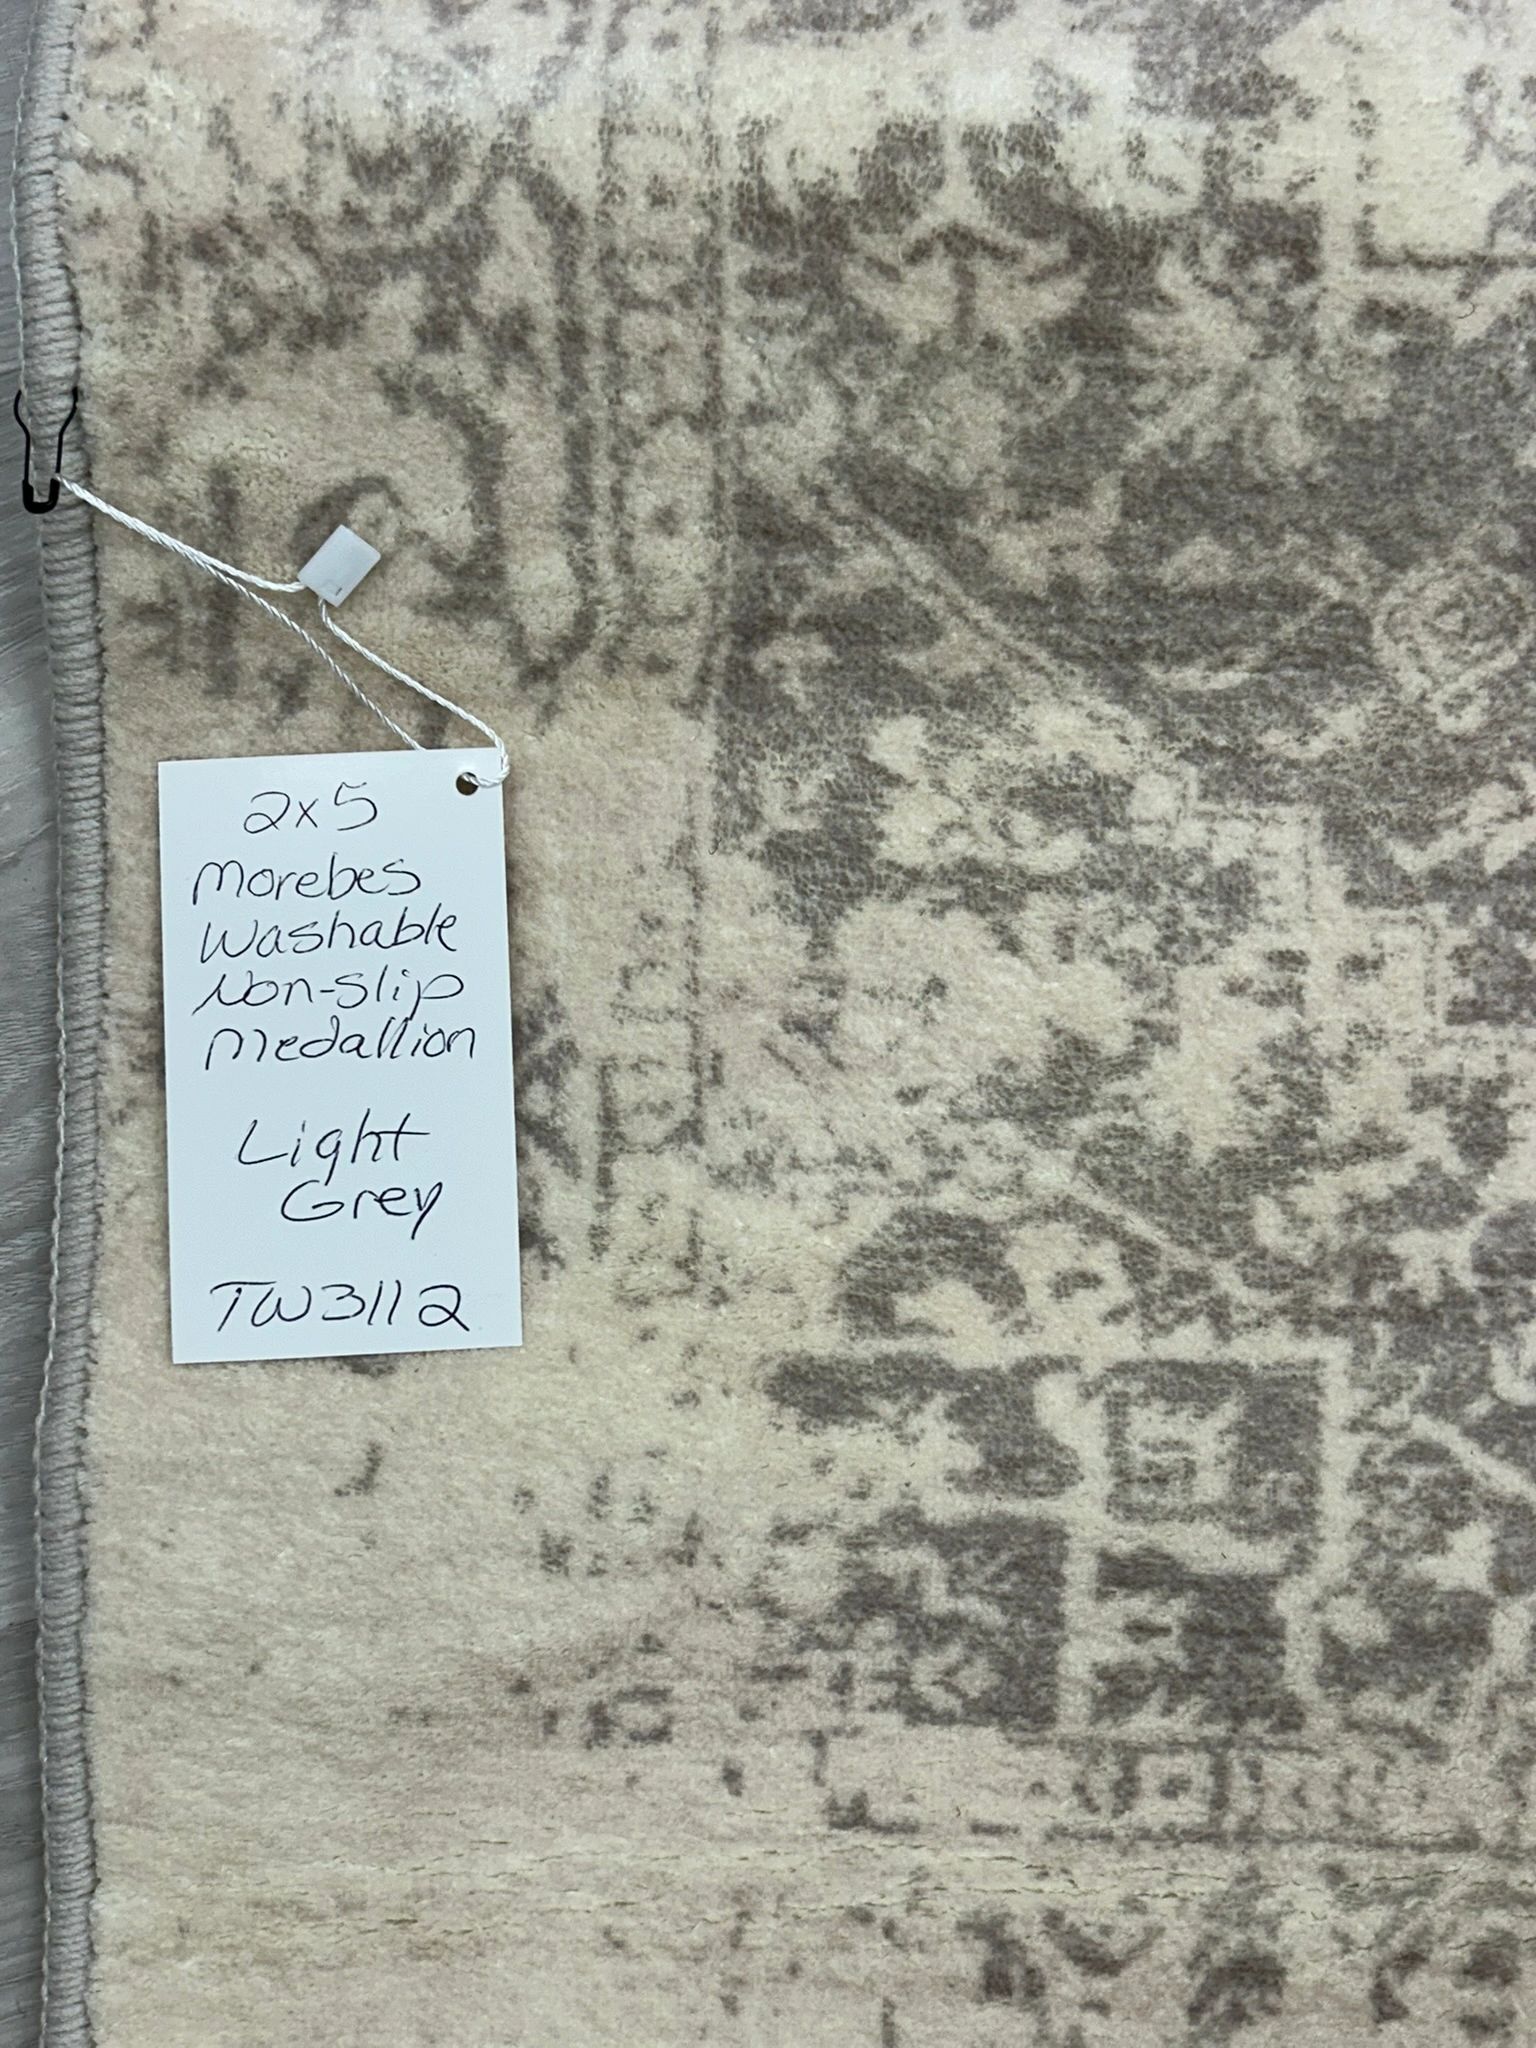 2x5
Morebes
Washable
Non-Slip
Medallion
Light
Grey
TW3112